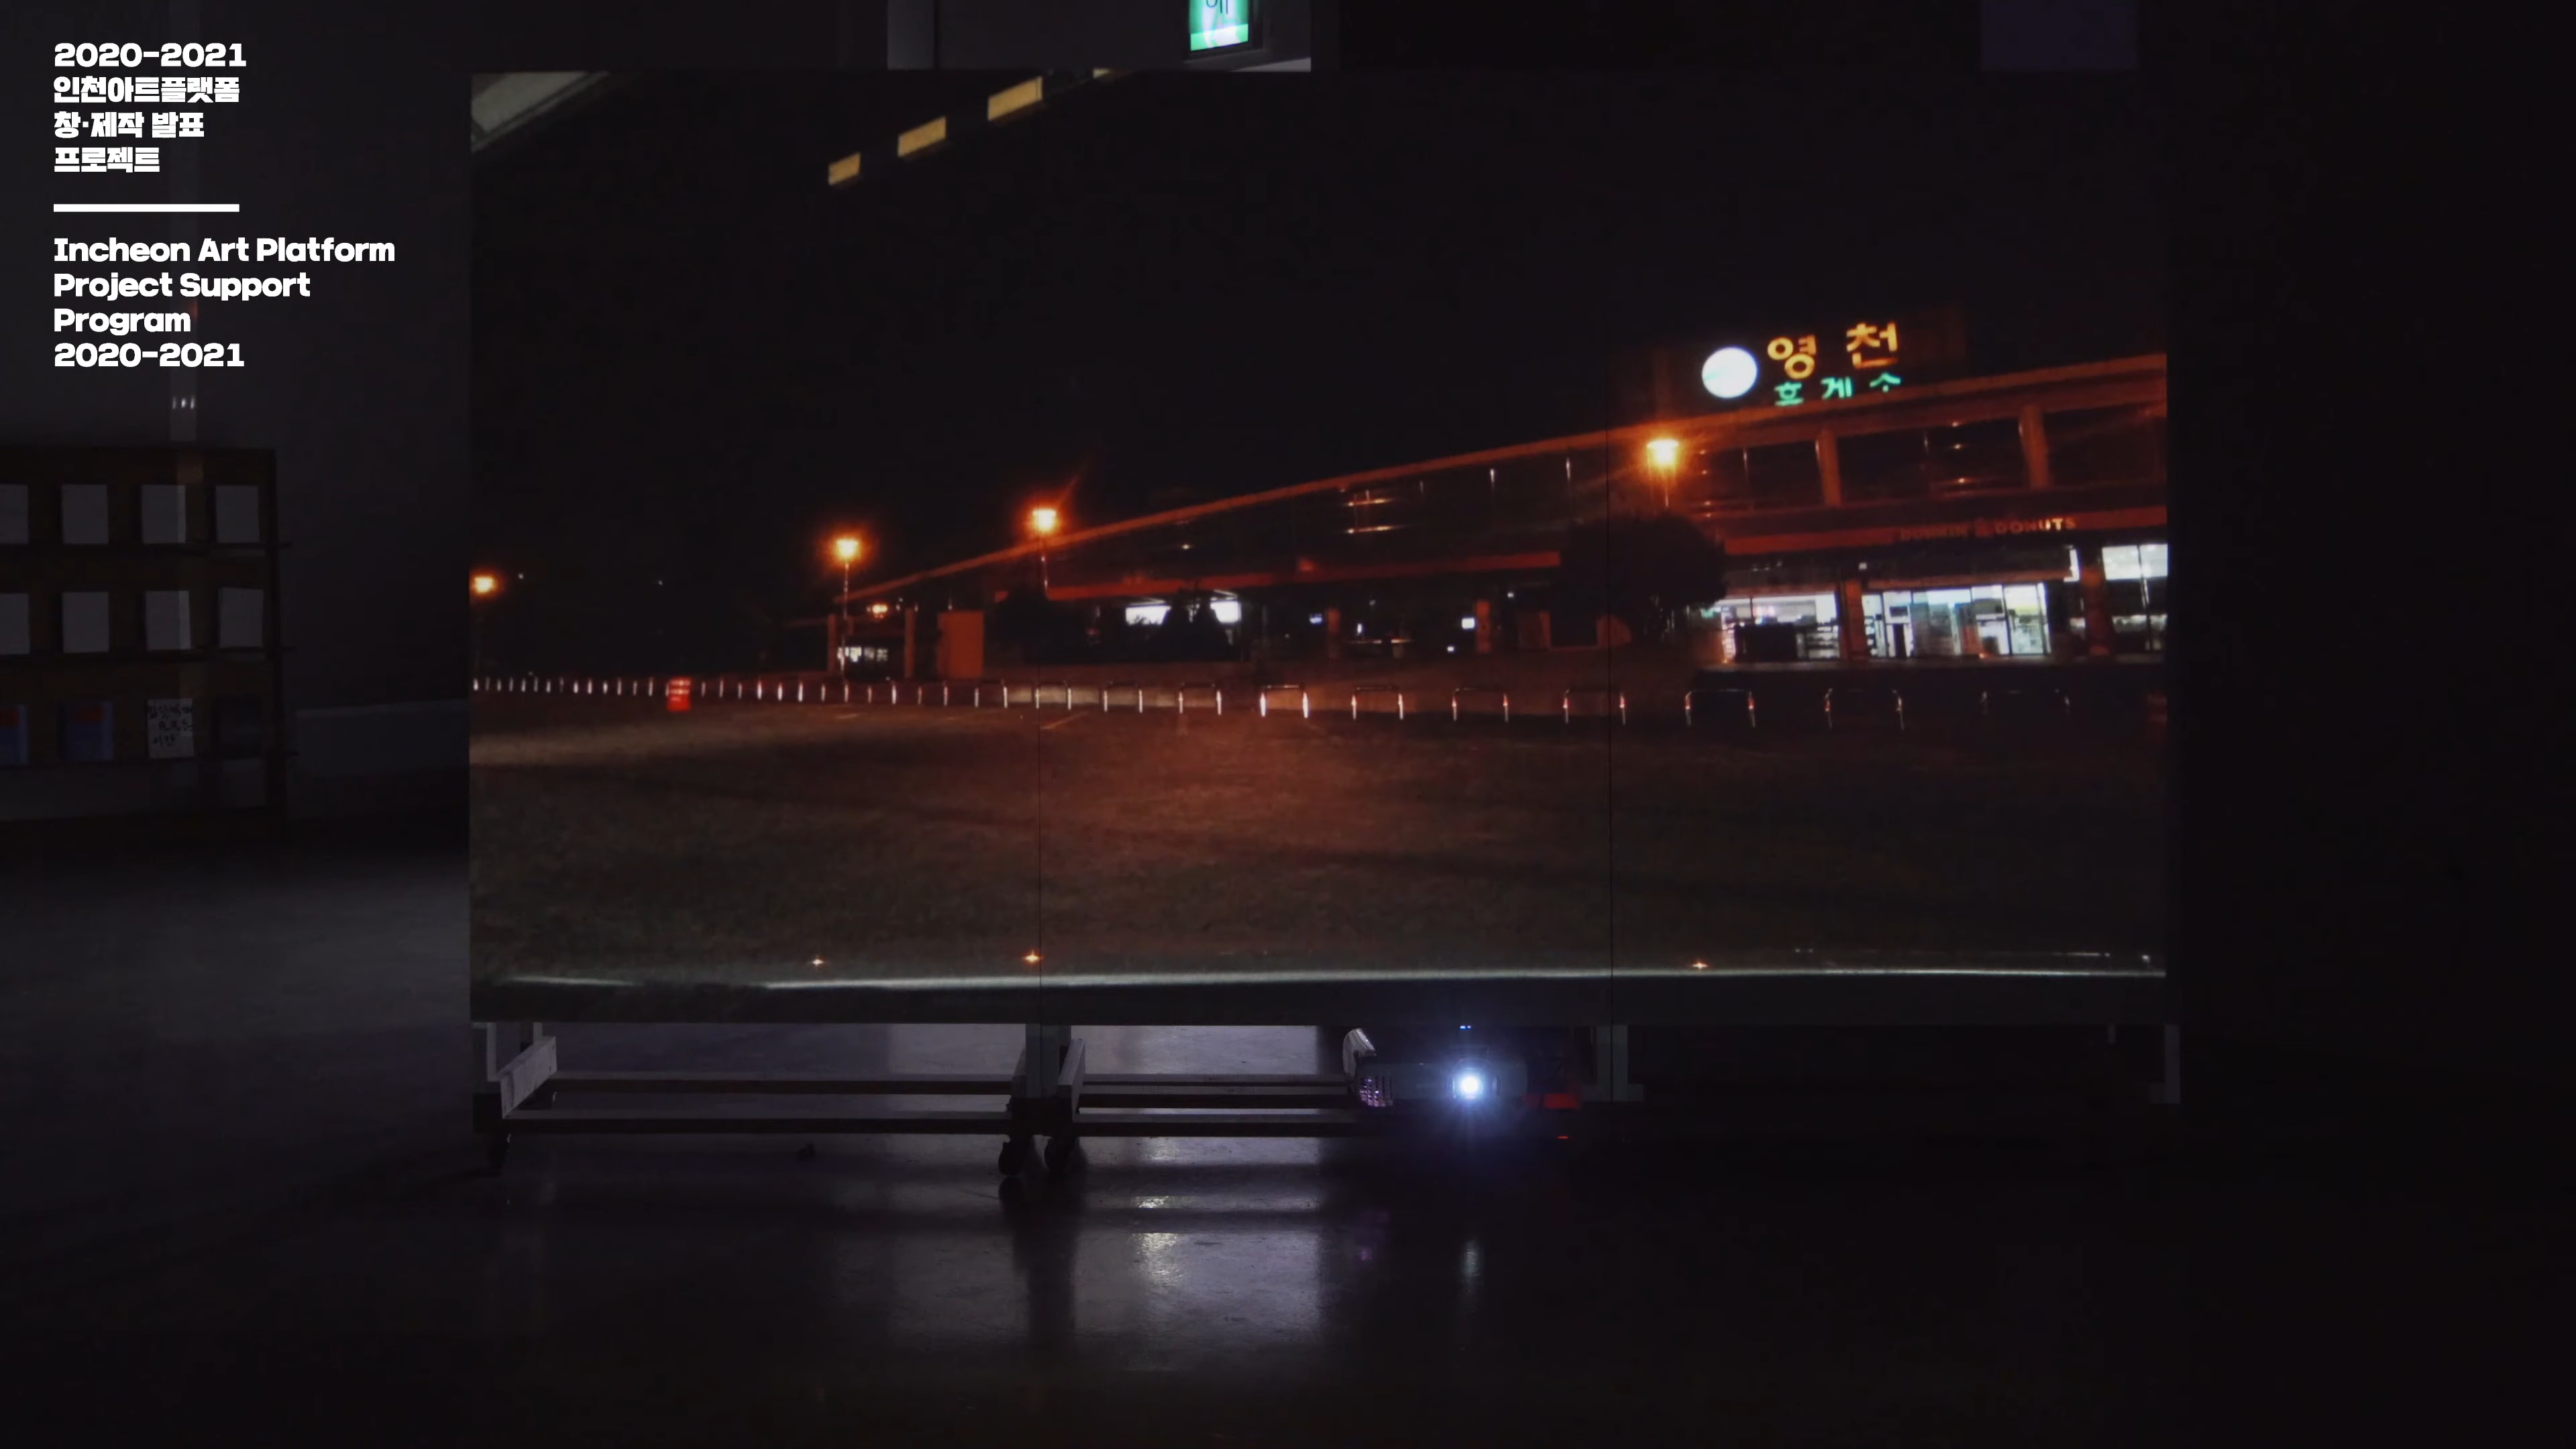 2020-2021
인천아트플랫폼
창·제작 발표
프로젝트
Incheon Art Platform
Project Support
Program
2020-2021
영천
휴게소
DUNKIN DONUTS